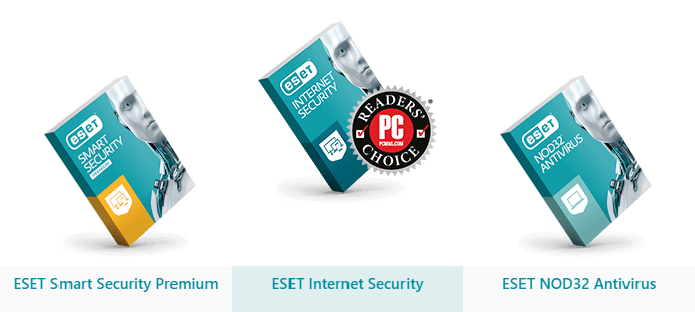 eset
SMART
SECURITY
PREMIUM
eset
INTERNET
SECURITY
READERS'
PC
PCMAG.COM
CHOICE
eset
NOD32
ANTIVIRUS
ESET Smart Security Premium
ESET Internet Security
ESET NOD32 Antivirus